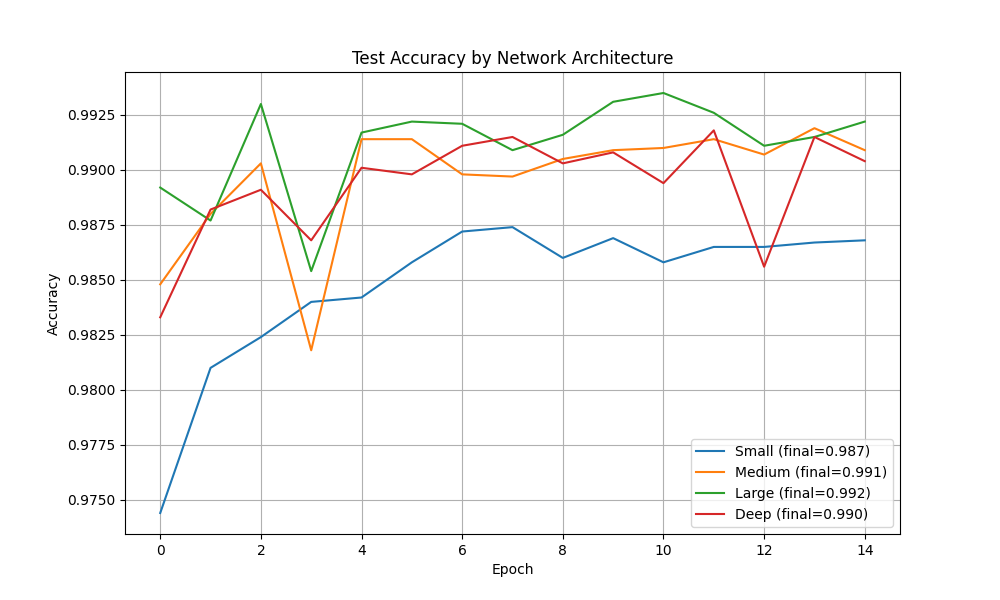 Test Accuracy by Network Architecture
0.9925
0.9900
0.9875
0.9850
0.9825
0.9800
0.9775
0.9750
Accuracy
Small (final=0.987)
Medium (final=0.991)
Large (final=0.992)
Deep (final=0.990)
0 2 4 6 8 10 12 14
Epoch